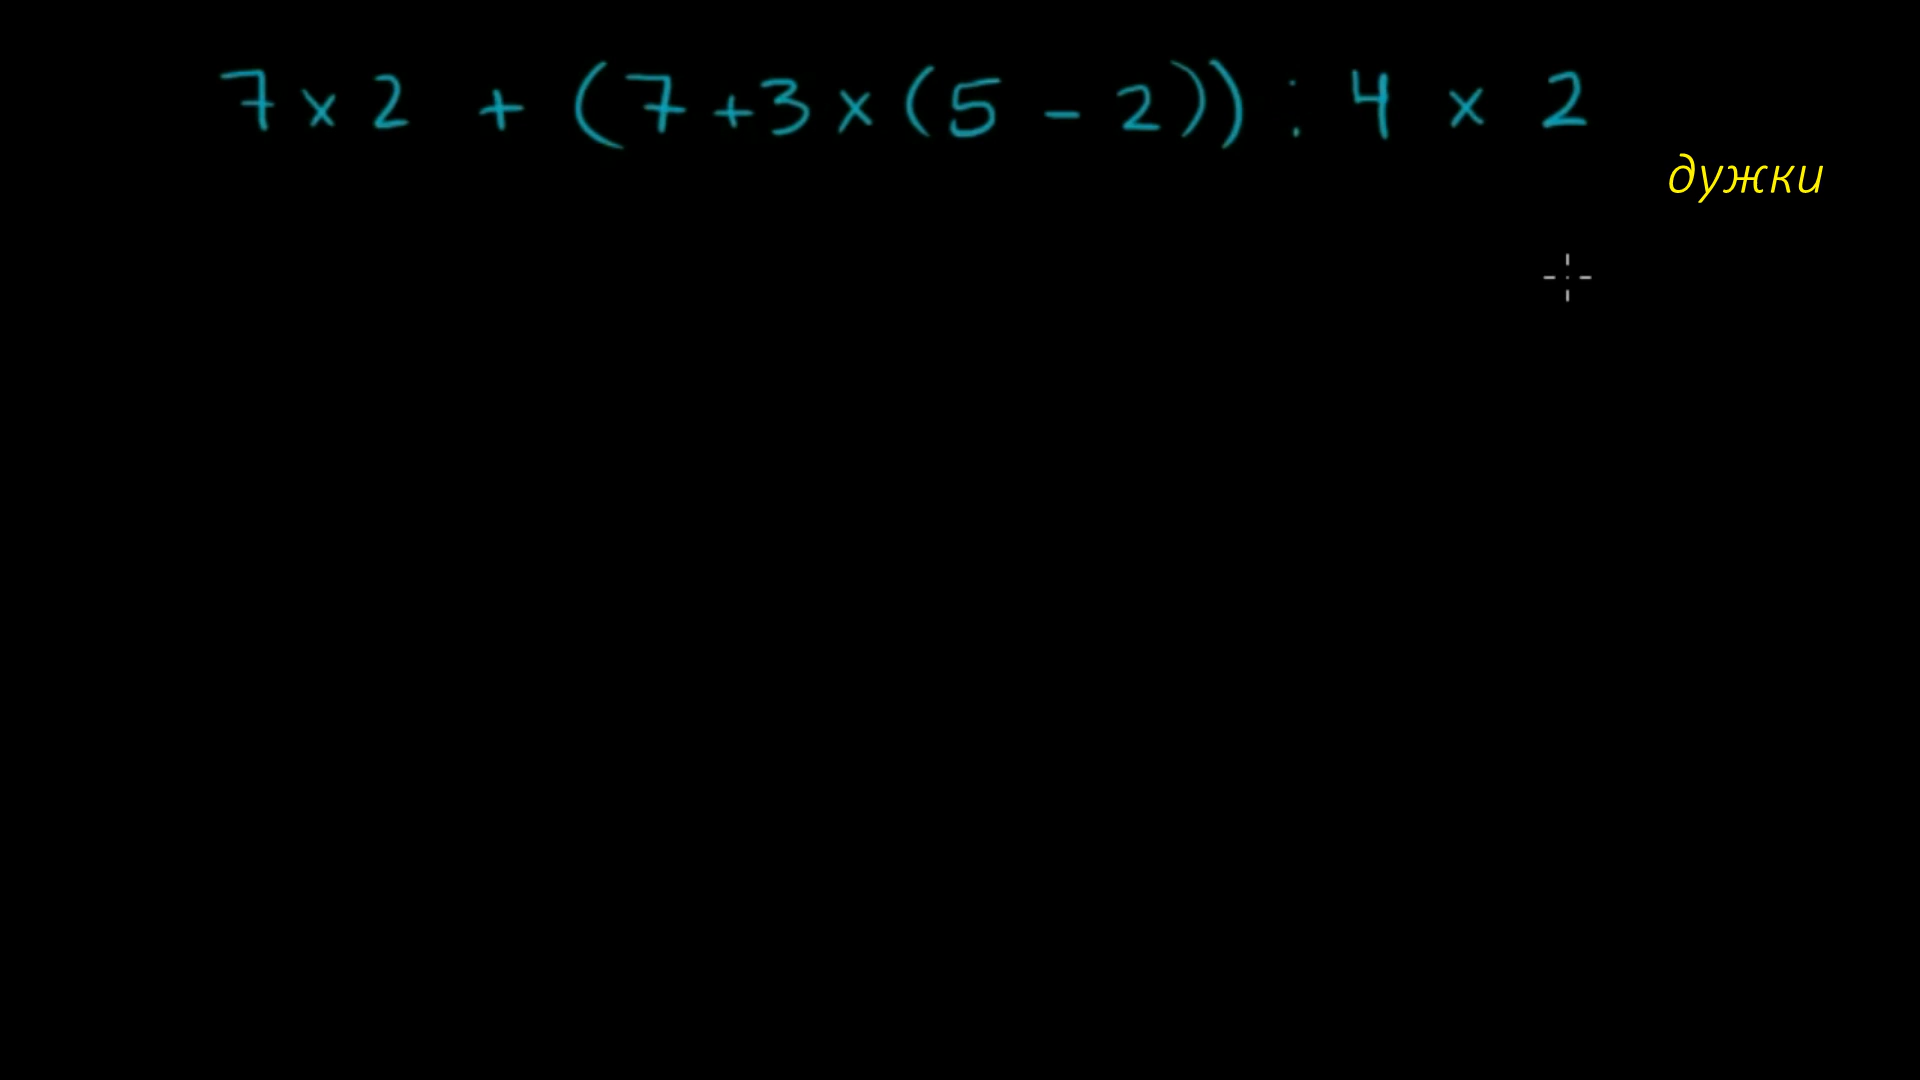 7 x 2 + (7 + 3 x (5 - 2)) : 4 x 2
дужки